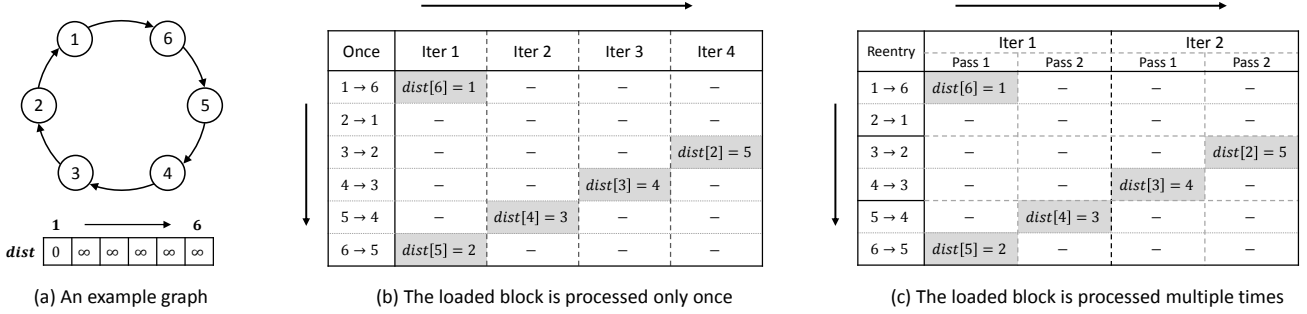 1
6
2
5
3
4
1 6
dist 0 ∞ ∞ ∞ ∞ ∞
(a) An example graph
Once Iter 1 Iter 2 Iter 3 Iter 4
1 → 6 dist[6] = 1 − − −
2 → 1 − − − −
3 → 2 − − − dist[2] = 5
4 → 3 − − dist[3] = 4 −
5 → 4 − dist[4] = 3 − −
6 → 5 dist[5] = 2 − − −
(b) The loaded block is processed only once
Reentry Iter 1 Iter 2
Pass 1 Pass 2 Pass 1 Pass 2
1 → 6 dist[6] = 1 − − −
2 → 1 − − − −
3 → 2 − − − dist[2] = 5
4 → 3 − − dist[3] = 4 −
5 → 4 − dist[4] = 3 − −
6 → 5 dist[5] = 2 − − −
(c) The loaded block is processed multiple times